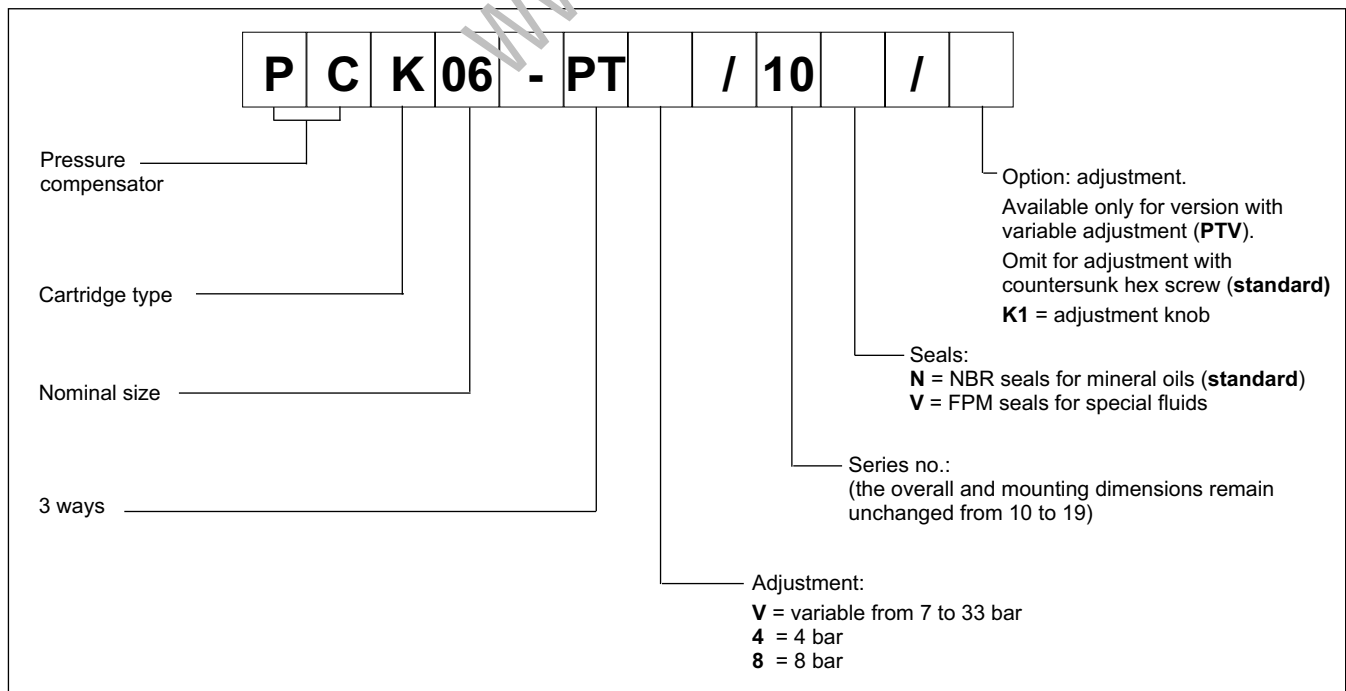 P C K 06 - PT / 10 /
Pressure
compensator
Cartridge type
Nominal size
3 ways
Option: adjustment.
Available only for version with
variable adjustment (PTV).
Omit for adjustment with
countersunk hex screw (standard)
K1 = adjustment knob
Seals:
N = NBR seals for mineral oils (standard)
V = FPM seals for special fluids
Series no.:
(the overall and mounting dimensions remain
unchanged from 10 to 19)
Adjustment:
V = variable from 7 to 33 bar
4 = 4 bar
8 = 8 bar